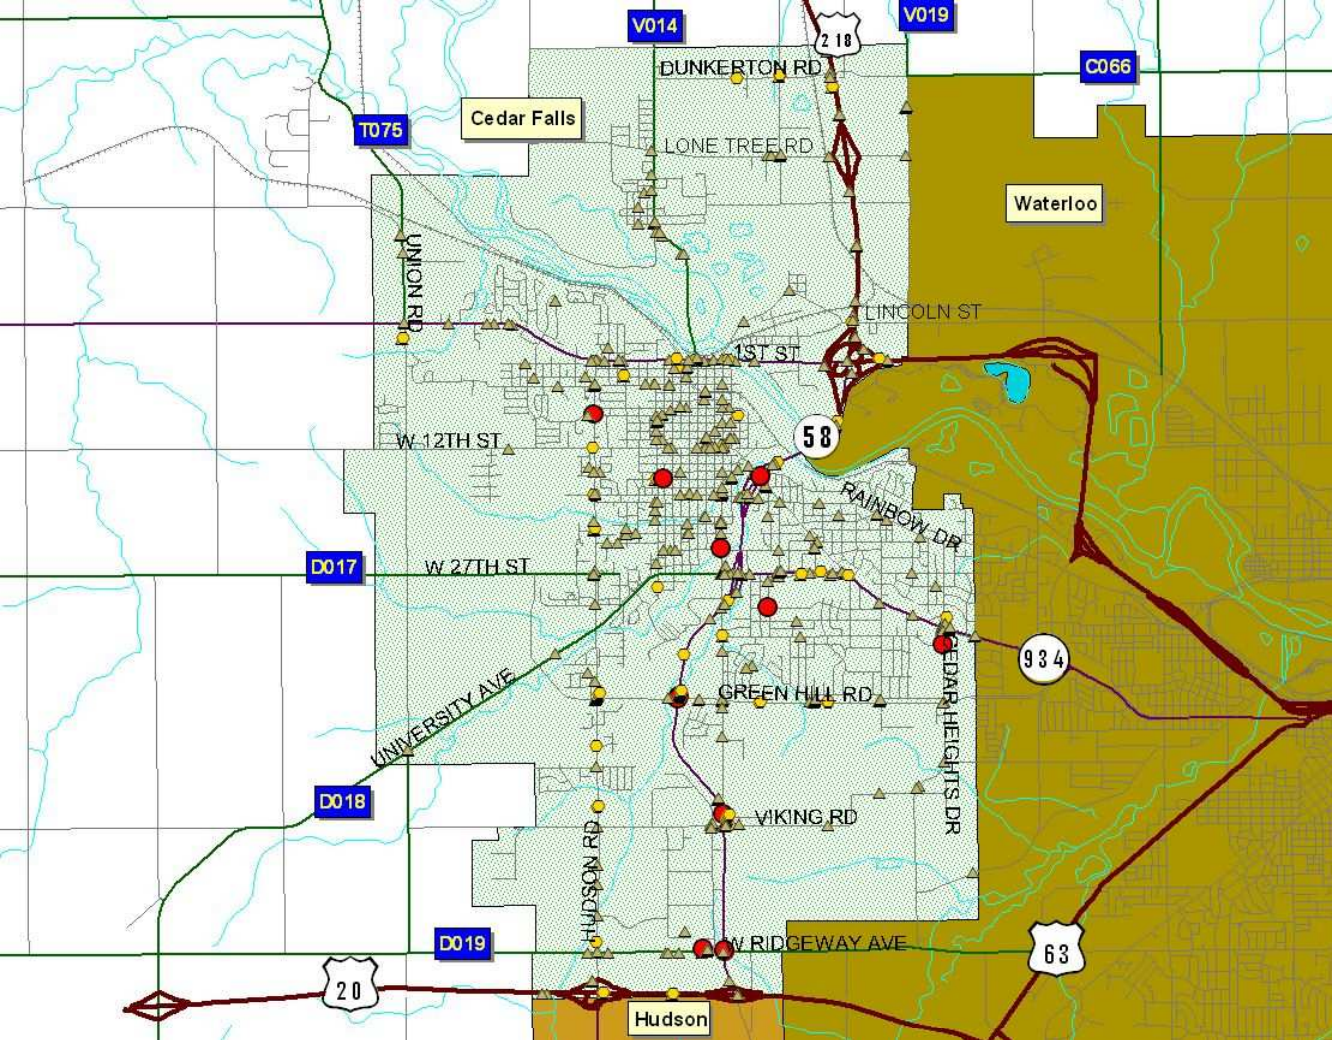 V014
V019
218
DUNKERTON RD
C066
Cedar Falls
T075
LONE TREE RD
Waterloo
UNION RD
LINCOLN ST
1ST ST
58
W 12TH ST
RAINBOW DR
D017
W 27TH ST
934
CEDAR HEIGHTS DR
GREEN HILL RD
UNIVERSITY AVE
D018
VIKING RD
HUDSON RD
D019
W RIDGEWAY AVE
63
20
Hudson